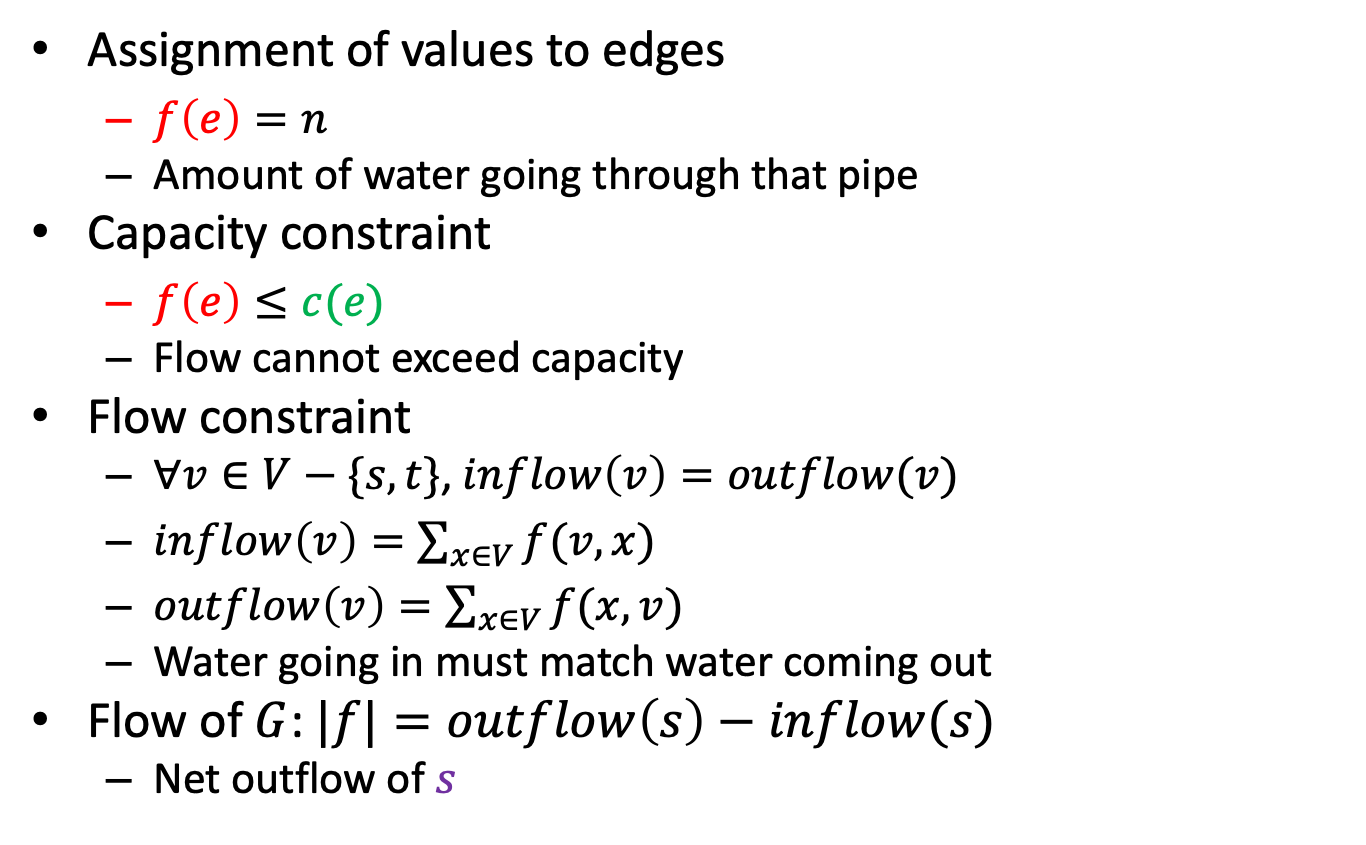 • Assignment of values to edges
– f(e) = n
– Amount of water going through that pipe
• Capacity constraint
– f(e) ≤ c(e)
– Flow cannot exceed capacity
• Flow constraint
– ∀v ∈ V − {s, t}, inflow(v) = outflow(v)
– inflow(v) = ∑x∈V f(v, x)
– outflow(v) = ∑x∈V f(x, v)
– Water going in must match water coming out
• Flow of G: |f| = outflow(s) − inflow(s)
– Net outflow of s